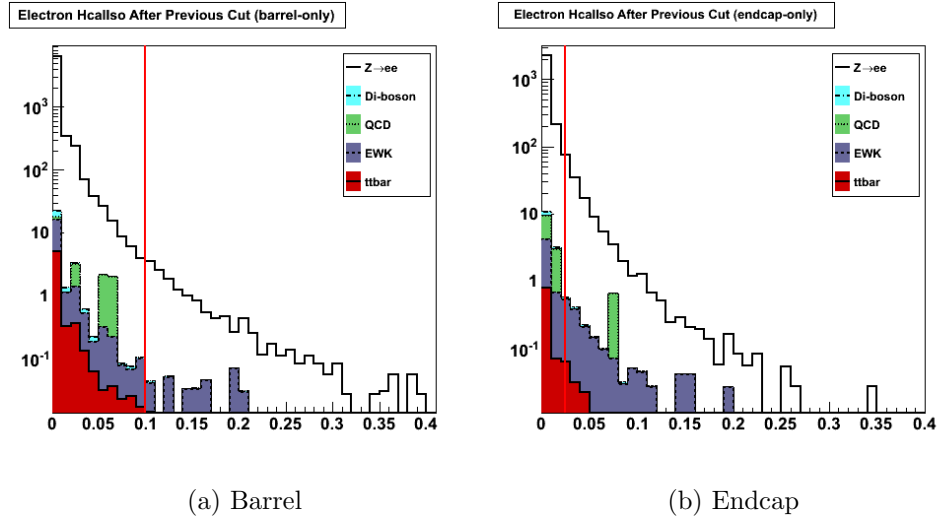 Electron HcalIso After Previous Cut (barrel-only)
Z→ee
Di-boson
QCD
EWK
ttbar
10³
10²
10
1
10⁻¹
0 0.05 0.1 0.15 0.2 0.25 0.3 0.35 0.4
(a) Barrel
Electron HcalIso After Previous Cut (endcap-only)
Z→ee
Di-boson
QCD
EWK
ttbar
10³
10²
10
1
10⁻¹
0 0.05 0.1 0.15 0.2 0.25 0.3 0.35 0.4
(b) Endcap